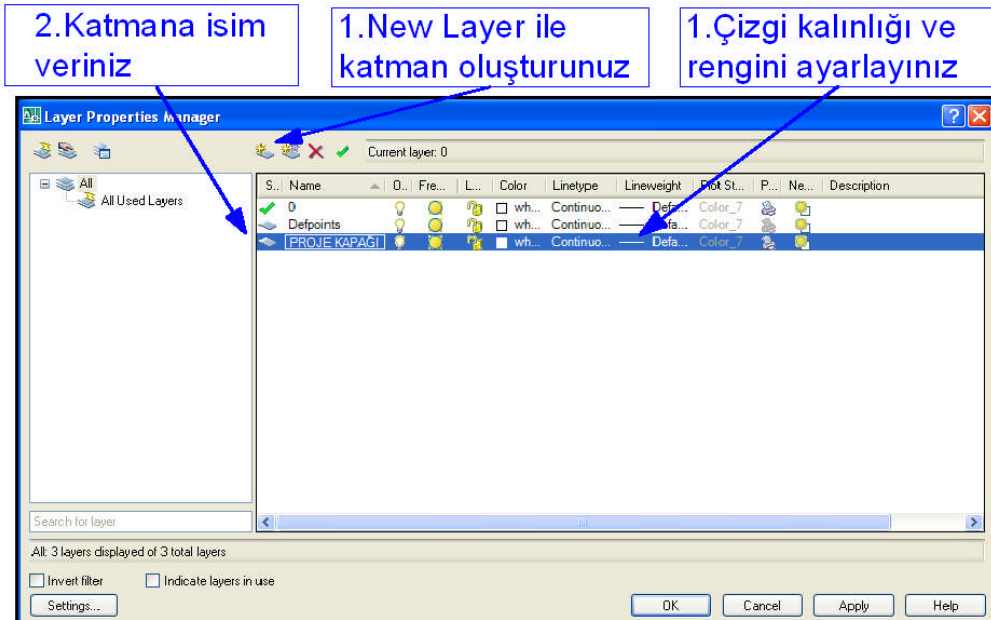 2.Katmana isim
veriniz
1.New Layer ile
katman oluşturunuz
1.Çizgi kalınlığı ve
rengini ayarlayınız
Layer Properties Manager
Current layer: 0
All
All Used Layers
S.. Name 0.. Fre... L... Color Linetype Lineweight Plot St... P... Ne... Description
0 wh... Continuo... Defa... Color_7
Defpoints wh... Continuo... Defa... Color_7
PROJE KAPAĞI wh... Continuo... Defa... Color_7
Search for layer
All: 3 layers displayed of 3 total layers
Invert filter Indicate layers in use
Settings... OK Cancel Apply Help